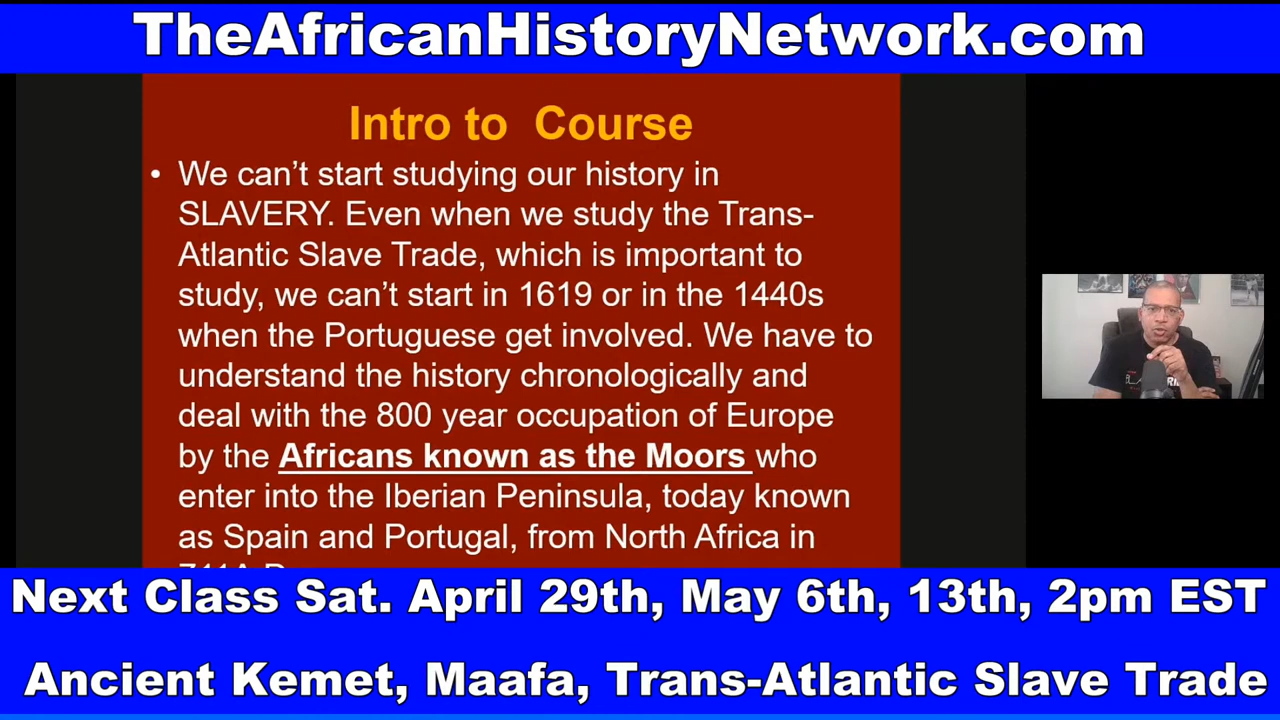 TheAfricanHistoryNetwork.com
Intro to Course
• We can't start studying our history in
SLAVERY. Even when we study the Trans-
Atlantic Slave Trade, which is important to
study, we can't start in 1619 or in the 1440s
when the Portuguese get involved. We have to
understand the history chronologically and
deal with the 800 year occupation of Europe
by the Africans known as the Moors who
enter into the Iberian Peninsula, today known
as Spain and Portugal, from North Africa in
Next Class Sat. April 29th, May 6th, 13th, 2pm EST
Ancient Kemet, Maafa, Trans-Atlantic Slave Trade